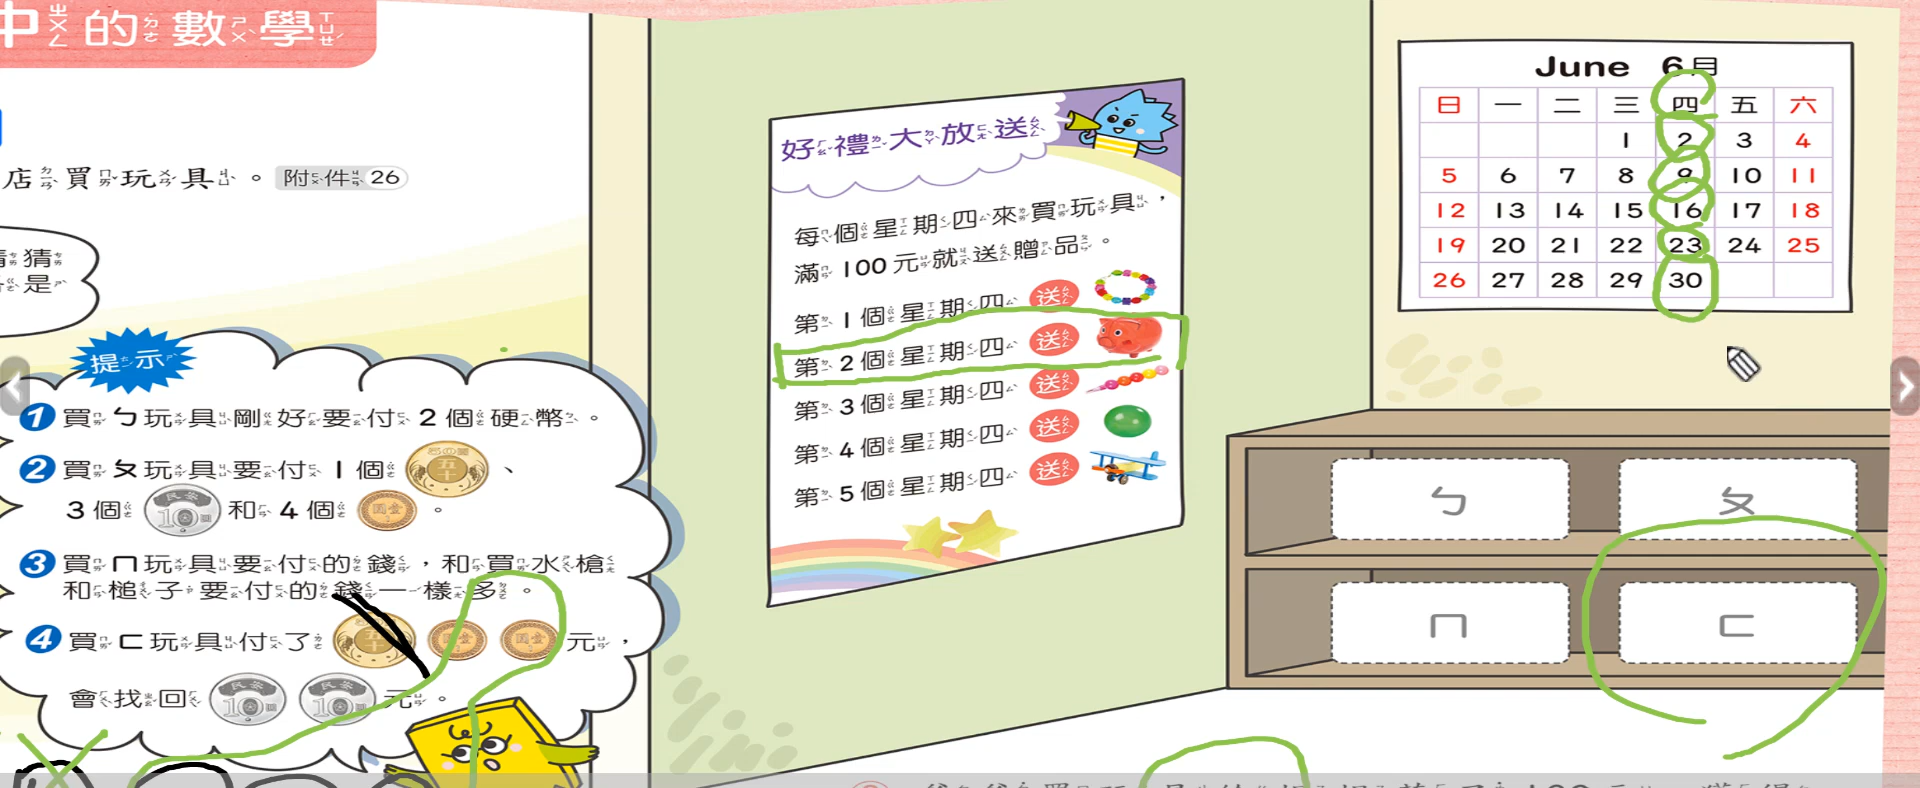 中的數學
店買玩具。 附件 26
猜猜
是
提示
1 買ㄅ玩具剛好要付 2 個硬幣。
2 買ㄆ玩具要付 1 個 、
3 個 和 4 個 。
3 買ㄇ玩具要付的錢,和買水槍
和槌子要付的錢一樣多。
4 買ㄈ玩具付了 元,
會找回 元。
好禮大放送
每個星期四來買玩具,
滿 100 元就送贈品。
第 1 個星期四 送
第 2 個星期四 送
第 3 個星期四 送
第 4 個星期四 送
第 5 個星期四 送
June 6月
日 一 二 三 四 五 六
1 2 3 4
5 6 7 8 9 10 11
12 13 14 15 16 17 18
19 20 21 22 23 24 25
26 27 28 29 30
ㄅ ㄆ
ㄇ ㄈ